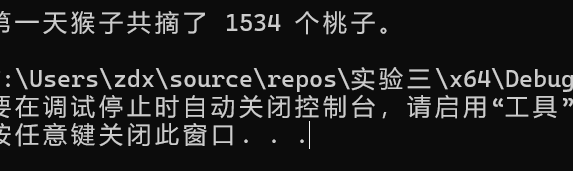 第一天猴子共摘了 1534 个桃子。
:\Users\zdx\source\repos\实验三\x64\Debug
要在调试停止时自动关闭控制台，请启用“工具”
按任意键关闭此窗口. . .